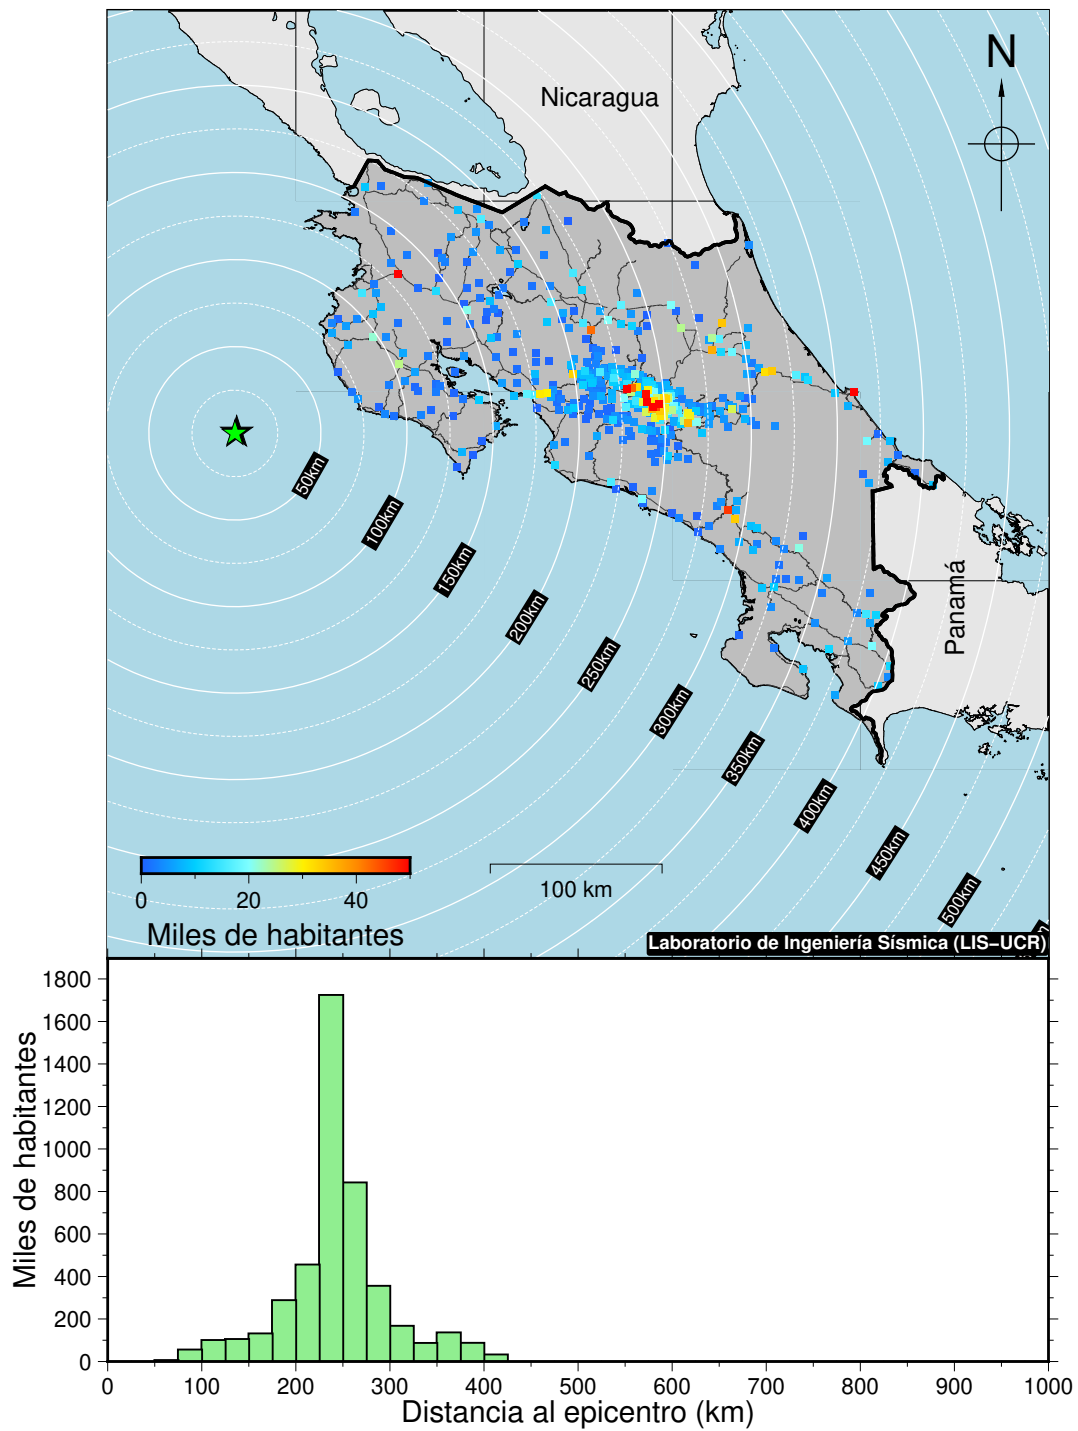 N
Nicaragua
Panamá
50km
100km
150km
200km
250km
300km
350km
400km
450km
500km
0 20 40
Miles de habitantes
100 km
Laboratorio de Ingeniería Sísmica (LIS–UCR)
Miles de habitantes
1800
1600
1400
1200
1000
800
600
400
200
0
0 100 200 300 400 500 600 700 800 900 1000
Distancia al epicentro (km)